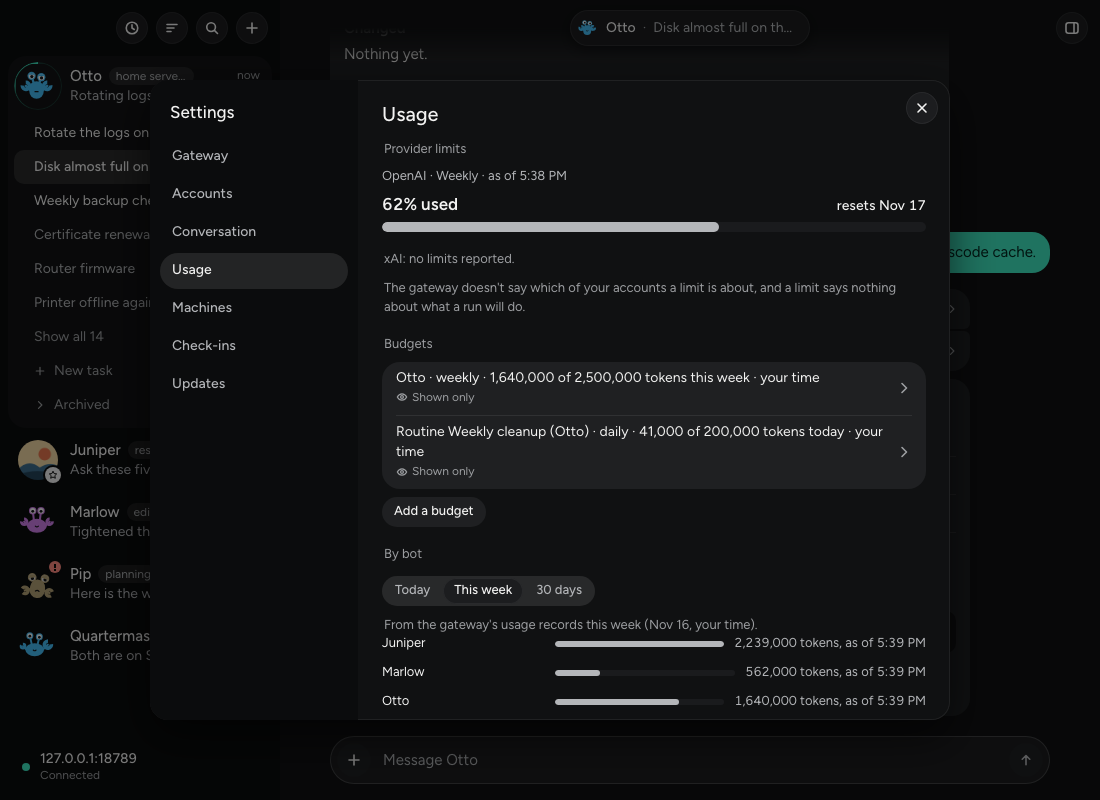 Otto · Disk almost full on th…
Nothing yet.
Otto home serve… now
Rotating logs
Settings
Usage
Rotate the logs on
Gateway
Provider limits
Disk almost full on
OpenAI · Weekly · as of 5:38 PM
Accounts
62% used resets Nov 17
Weekly backup che
Certificate renewa
Conversation
scode cache.
xAI: no limits reported.
Router firmware
Usage
The gateway doesn't say which of your accounts a limit is about, and a limit says nothing
about what a run will do.
Printer offline again
Machines
Show all 14
Check-ins
Budgets
New task
Updates
Otto · weekly · 1,640,000 of 2,500,000 tokens this week · your time
Shown only
Archived
Routine Weekly cleanup (Otto) · daily · 41,000 of 200,000 tokens today · your
time
Shown only
Juniper res
Ask these fiv
Add a budget
Marlow edi
Tightened th
By bot
Pip planning
Here is the w
Today This week 30 days
From the gateway's usage records this week (Nov 16, your time).
Quartermas
Both are on S
Juniper 2,239,000 tokens, as of 5:39 PM
Marlow 562,000 tokens, as of 5:39 PM
Otto 1,640,000 tokens, as of 5:39 PM
127.0.0.1:18789
Connected
Message Otto